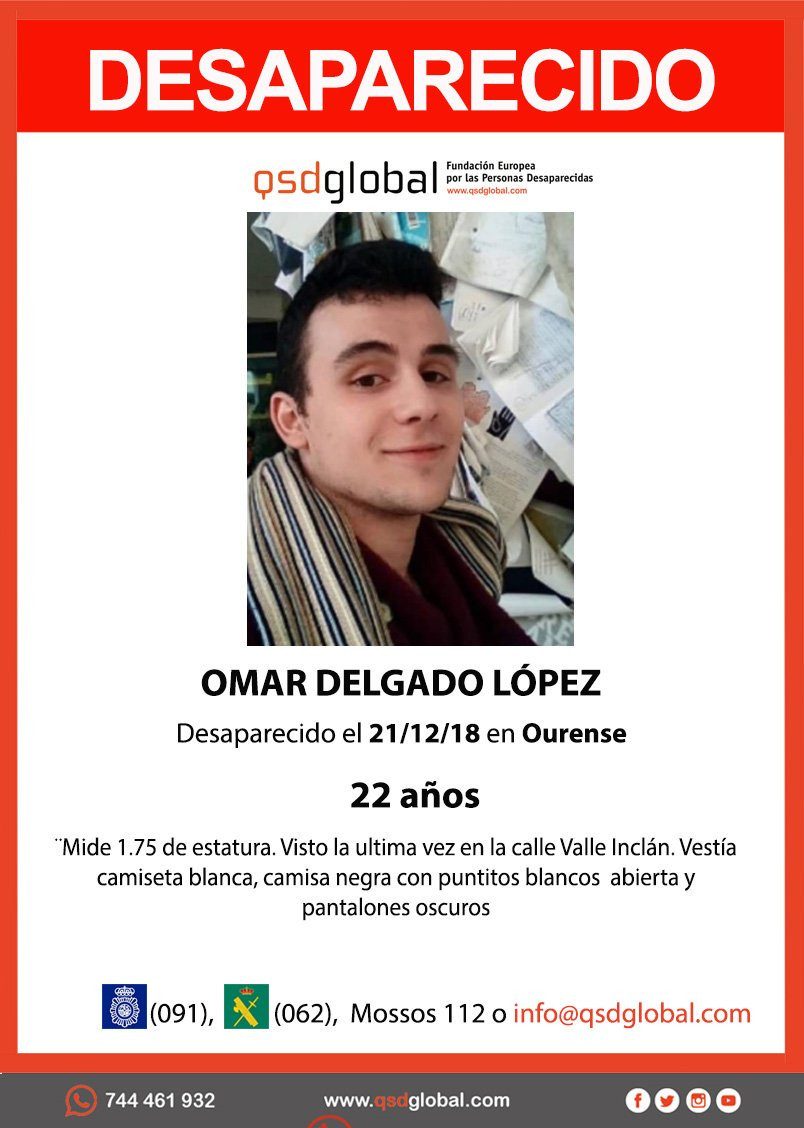 DESAPARECIDO
qsdglobal
Fundación Europea
por las Personas Desaparecidas
www.qsdglobal.com
OMAR DELGADO LÓPEZ
Desaparecido el 21/12/18 en Ourense
22 años
¨Mide 1.75 de estatura. Visto la ultima vez en la calle Valle Inclán. Vestía
camiseta blanca, camisa negra con puntitos blancos abierta y
pantalones oscuros
(091), (062), Mossos 112 o info@qsdglobal.com
744 461 932 www.qsdglobal.com